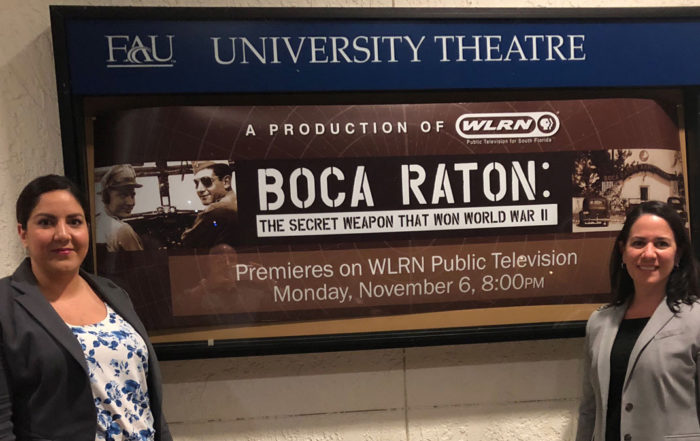 FAU UNIVERSITY THEATRE
A PRODUCTION OF WLRN PBS
Public Television for South Florida
BOCA RATON:
THE SECRET WEAPON THAT WON WORLD WAR II
Premieres on WLRN Public Television
Monday, November 6, 8:00PM